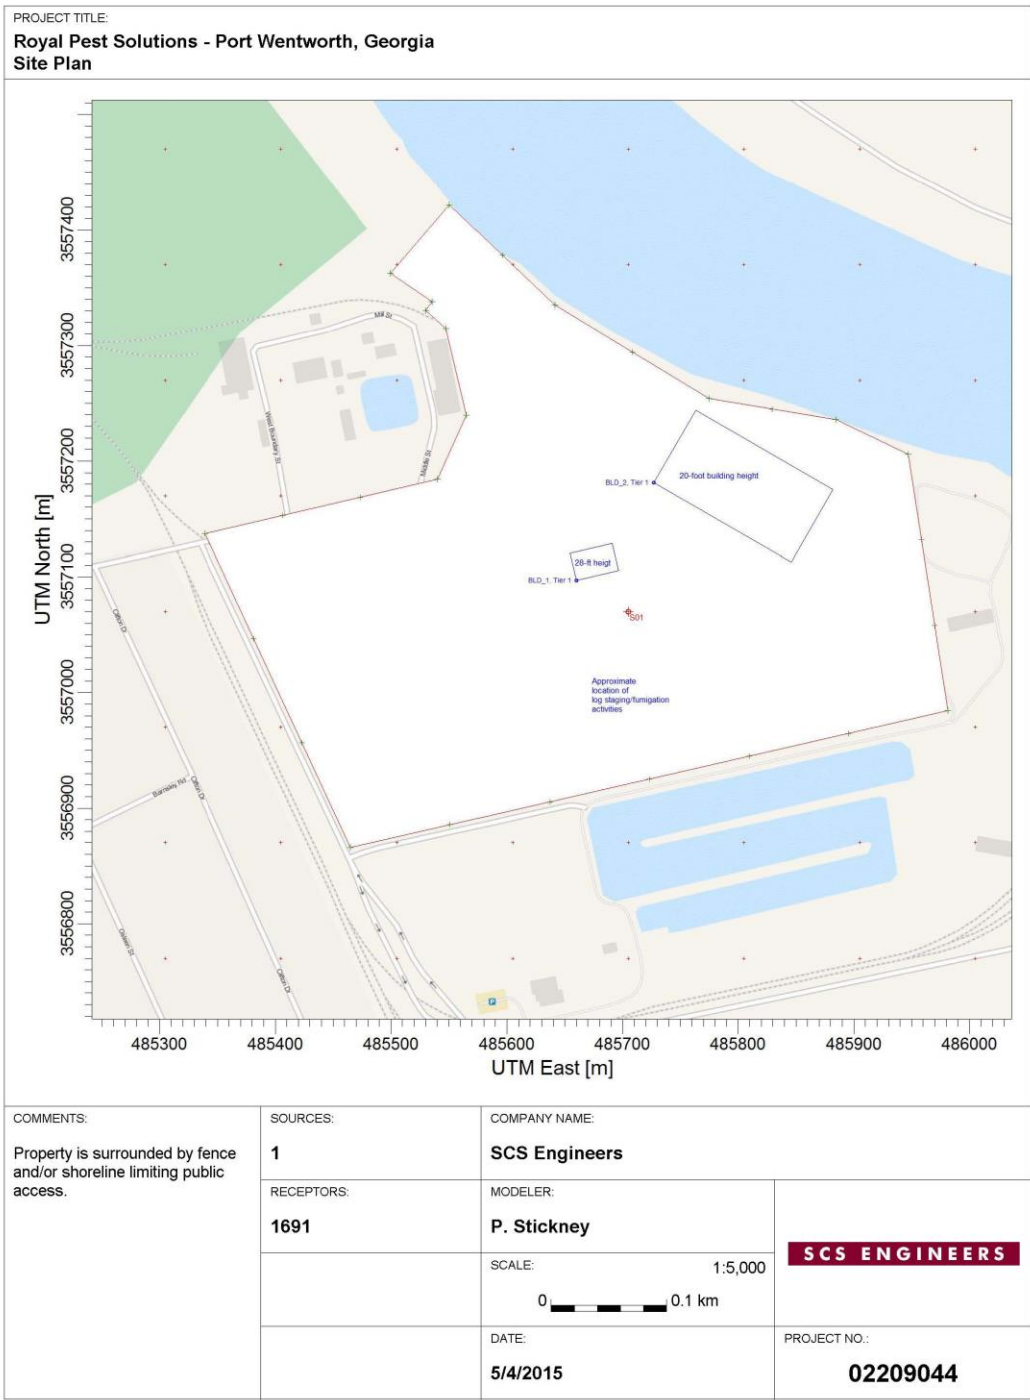 PROJECT TITLE:
Royal Pest Solutions - Port Wentworth, Georgia
Site Plan
UTM North [m]
3557400
3557300
3557200
3557100
3557000
3556900
3556800
Mill St
West Boundary St
Middle St
20-foot building height
BLD_2. Tier 1
28-ft heigt
BLD_1. Tier 1
S01
Approximate
location of
log staging/fumigation
activities
Clifton Dr
Barnsley Rd
Clifton Dr
Clifton Dr
P
485300
485400
485500
485600
485700
485800
485900
486000
UTM East [m]
COMMENTS:
Property is surrounded by fence
and/or shoreline limiting public
access.
SOURCES:
1
RECEPTORS:
1691
COMPANY NAME:
SCS Engineers
MODELER:
P. Stickney
SCALE:
1:5,000
0
0.1 km
DATE:
5/4/2015
SCS ENGINEERS
PROJECT NO.:
02209044